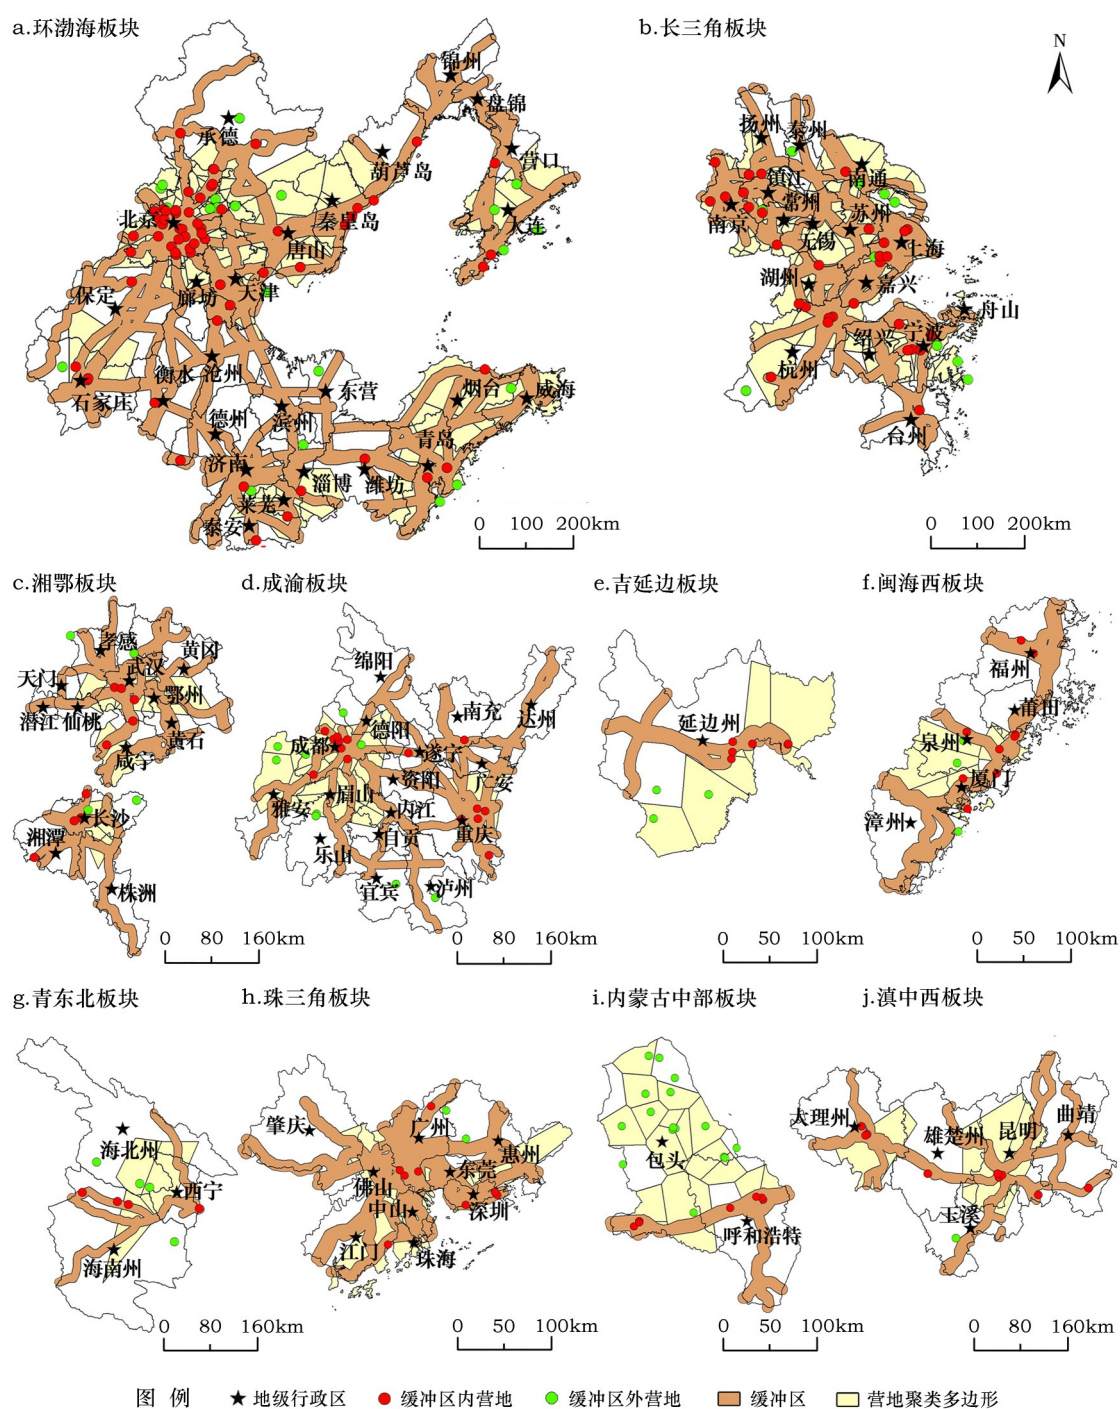 a.环渤海板块
b.长三角板块
N
锦州
盘锦
承德
葫芦岛
营口
北京
秦皇岛
大连
唐山
保定
廊坊
天津
衡水
沧州
石家庄
东营
烟台
威海
德州
滨州
青岛
济南
淄博
潍坊
莱芜
泰安
0 100 200km
扬州
泰州
镇江
南通
常州
南京
苏州
无锡
上海
湖州
嘉兴
舟山
绍兴
宁波
杭州
台州
0 100 200km
c.湘鄂板块
d.成渝板块
e.吉延边板块
f.闽海西板块
孝感
黄冈
武汉
天门
鄂州
潜江
仙桃
黄石
咸宁
长沙
湘潭
株洲
0 80 160km
绵阳
南充
达州
德阳
成都
遂宁
广安
资阳
雅安
眉山
内江
重庆
自贡
乐山
宜宾
泸州
0 80 160km
延边州
0 50 100km
福州
莆田
泉州
厦门
漳州
0 50 100km
g.青东北板块
h.珠三角板块
i.内蒙古中部板块
j.滇中西板块
海北州
西宁
海南州
0 80 160km
肇庆
广州
惠州
东莞
佛山
中山
深圳
江门
珠海
0 50 100km
包头
呼和浩特
0 50 100km
大理州
曲靖
昆明
雄楚州
玉溪
0 80 160km
图 例
地级行政区
缓冲区内营地
缓冲区外营地
缓冲区
营地聚类多边形